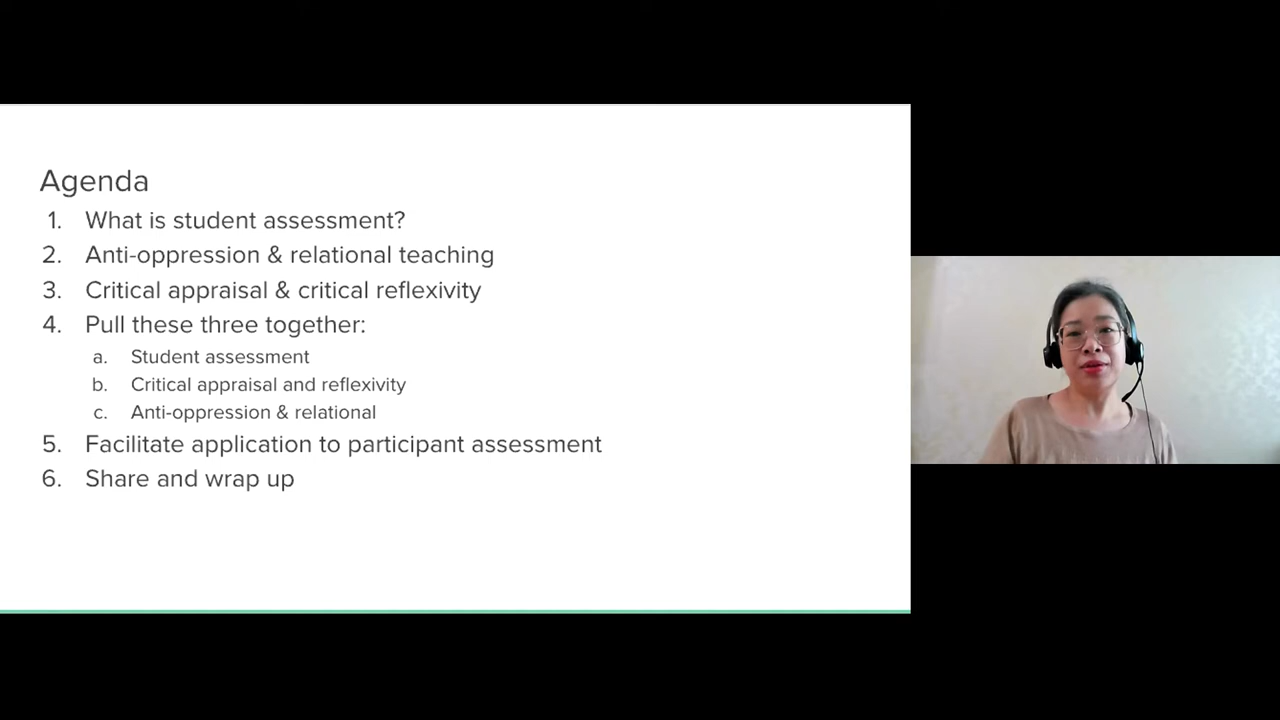 Agenda
1. What is student assessment?
2. Anti-oppression & relational teaching
3. Critical appraisal & critical reflexivity
4. Pull these three together:
a. Student assessment
b. Critical appraisal and reflexivity
c. Anti-oppression & relational
5. Facilitate application to participant assessment
6. Share and wrap up